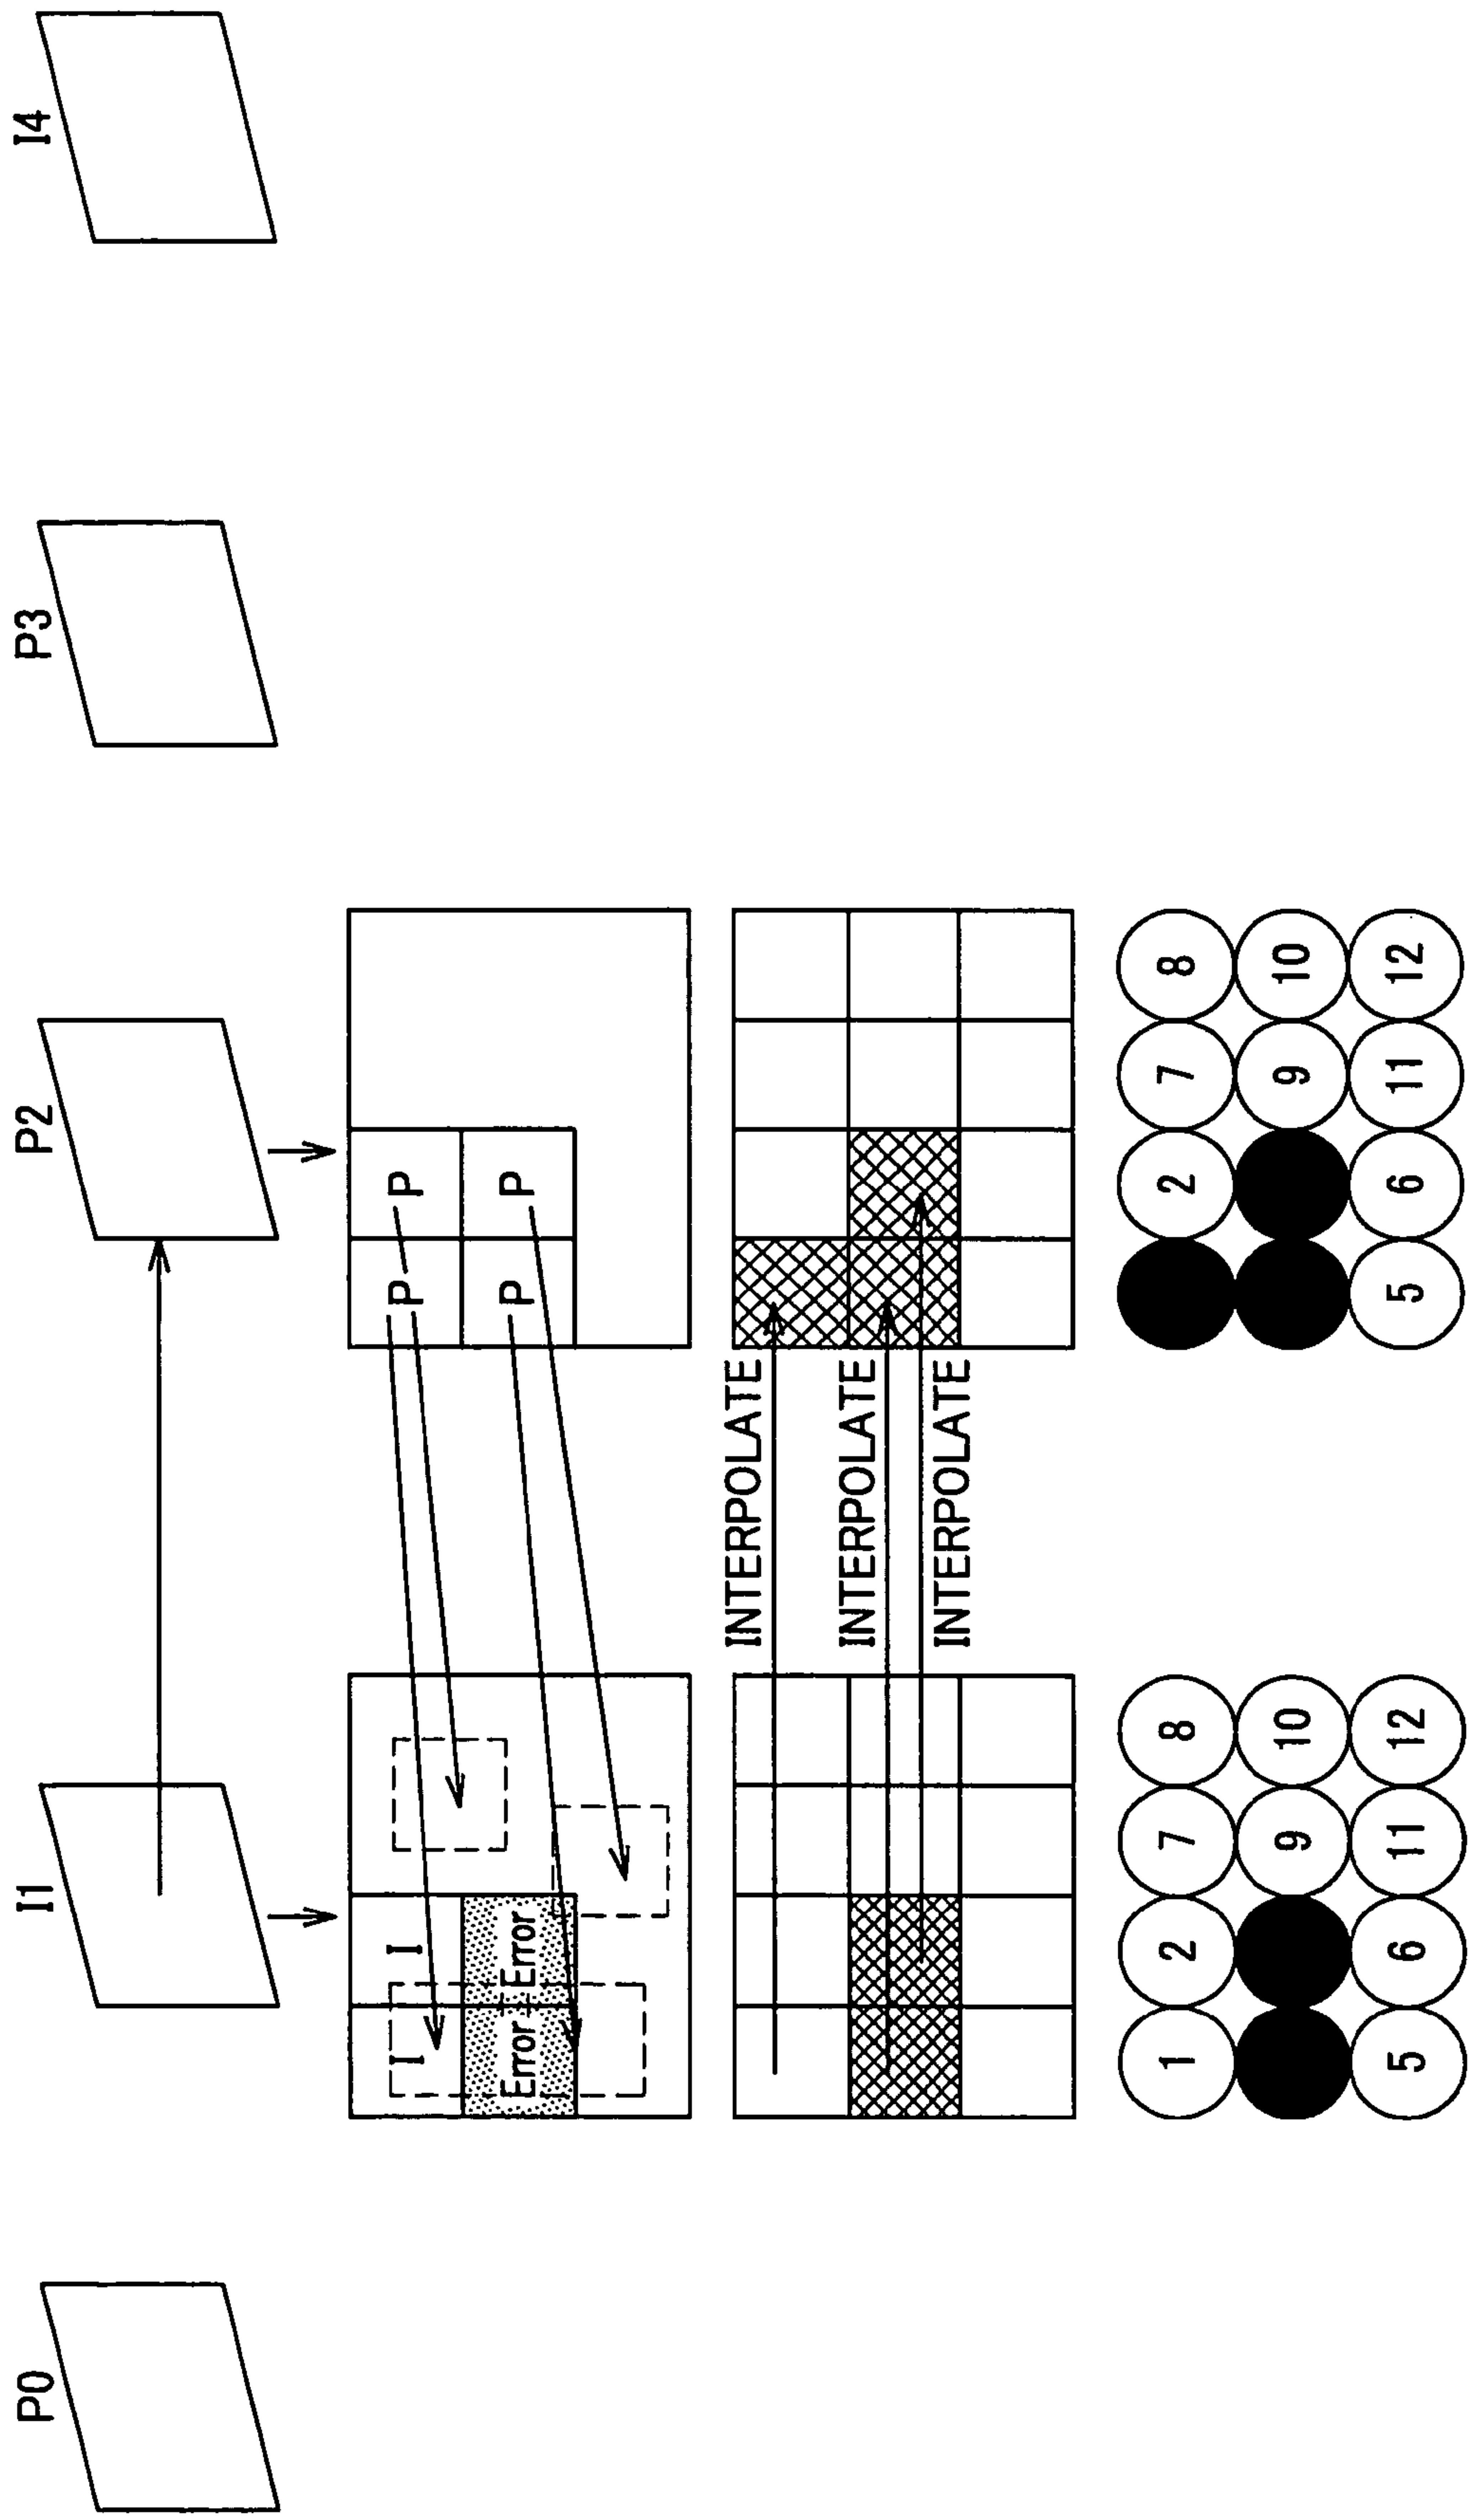 P0 I1 P2 P3 I4
I I P P
Error Error P P
INTERPOLATE
INTERPOLATE
INTERPOLATE
1 2 7 8 2 7 8
9 10 9 10
5 6 11 12 5 6 11 12